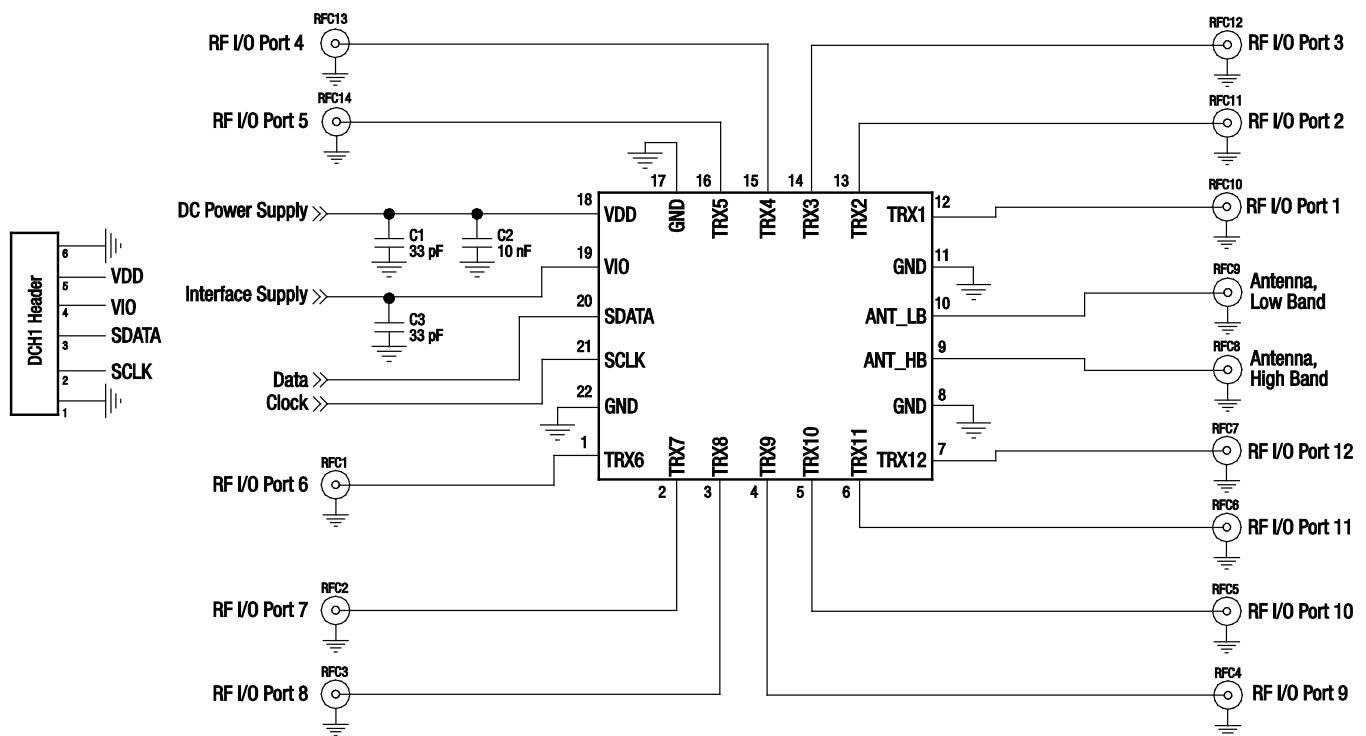 RFC13
RF I/O Port 4
RFC12
RF I/O Port 3
RFC14
RF I/O Port 5
RFC11
RF I/O Port 2
17
16
15
14
13
DC Power Supply
18
VDD
GND
TRX5
TRX4
TRX3
TRX2
TRX1
12
RFC10
RF I/O Port 1
C1
33 pF
C2
10 nF
19
VIO
GND
11
Interface Supply
20
SDATA
ANT_LB
10
RFC9
Antenna,
Low Band
C3
33 pF
21
SCLK
ANT_HB
9
RFC8
Antenna,
High Band
Data
Clock
22
GND
GND
8
DCH1 Header
6
5
VDD
4
VIO
3
SDATA
2
SCLK
1
1
TRX6
TRX7
TRX8
TRX9
TRX10
TRX11
TRX12
7
RFC7
RF I/O Port 12
RFC1
RF I/O Port 6
2
3
4
5
6
RFC6
RF I/O Port 11
RFC2
RF I/O Port 7
RFC5
RF I/O Port 10
RFC3
RF I/O Port 8
RFC4
RF I/O Port 9